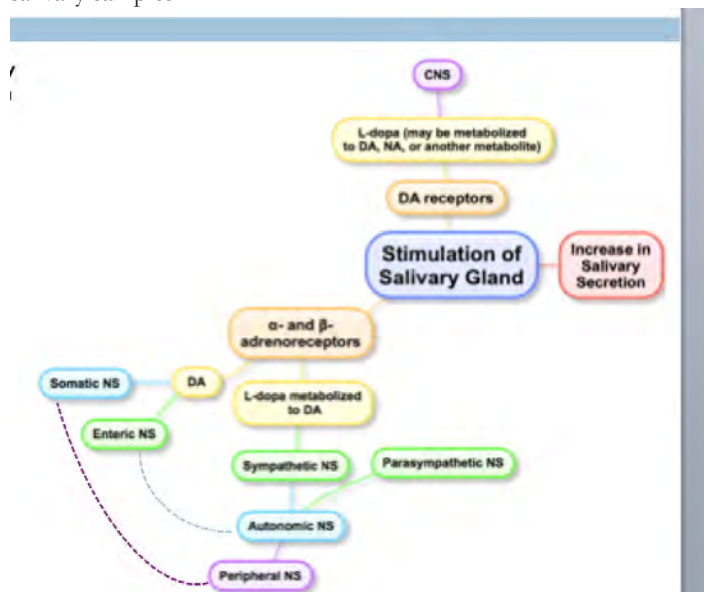 CNS
L-dopa (may be metabolized
to DA, NA, or another metabolite)
DA receptors
Stimulation of
Salivary Gland
Increase in
Salivary
Secretion
α- and β-
adrenoreceptors
Somatic NS
DA
L-dopa metabolized
to DA
Enteric NS
Sympathetic NS
Parasympathetic NS
Autonomic NS
Peripheral NS